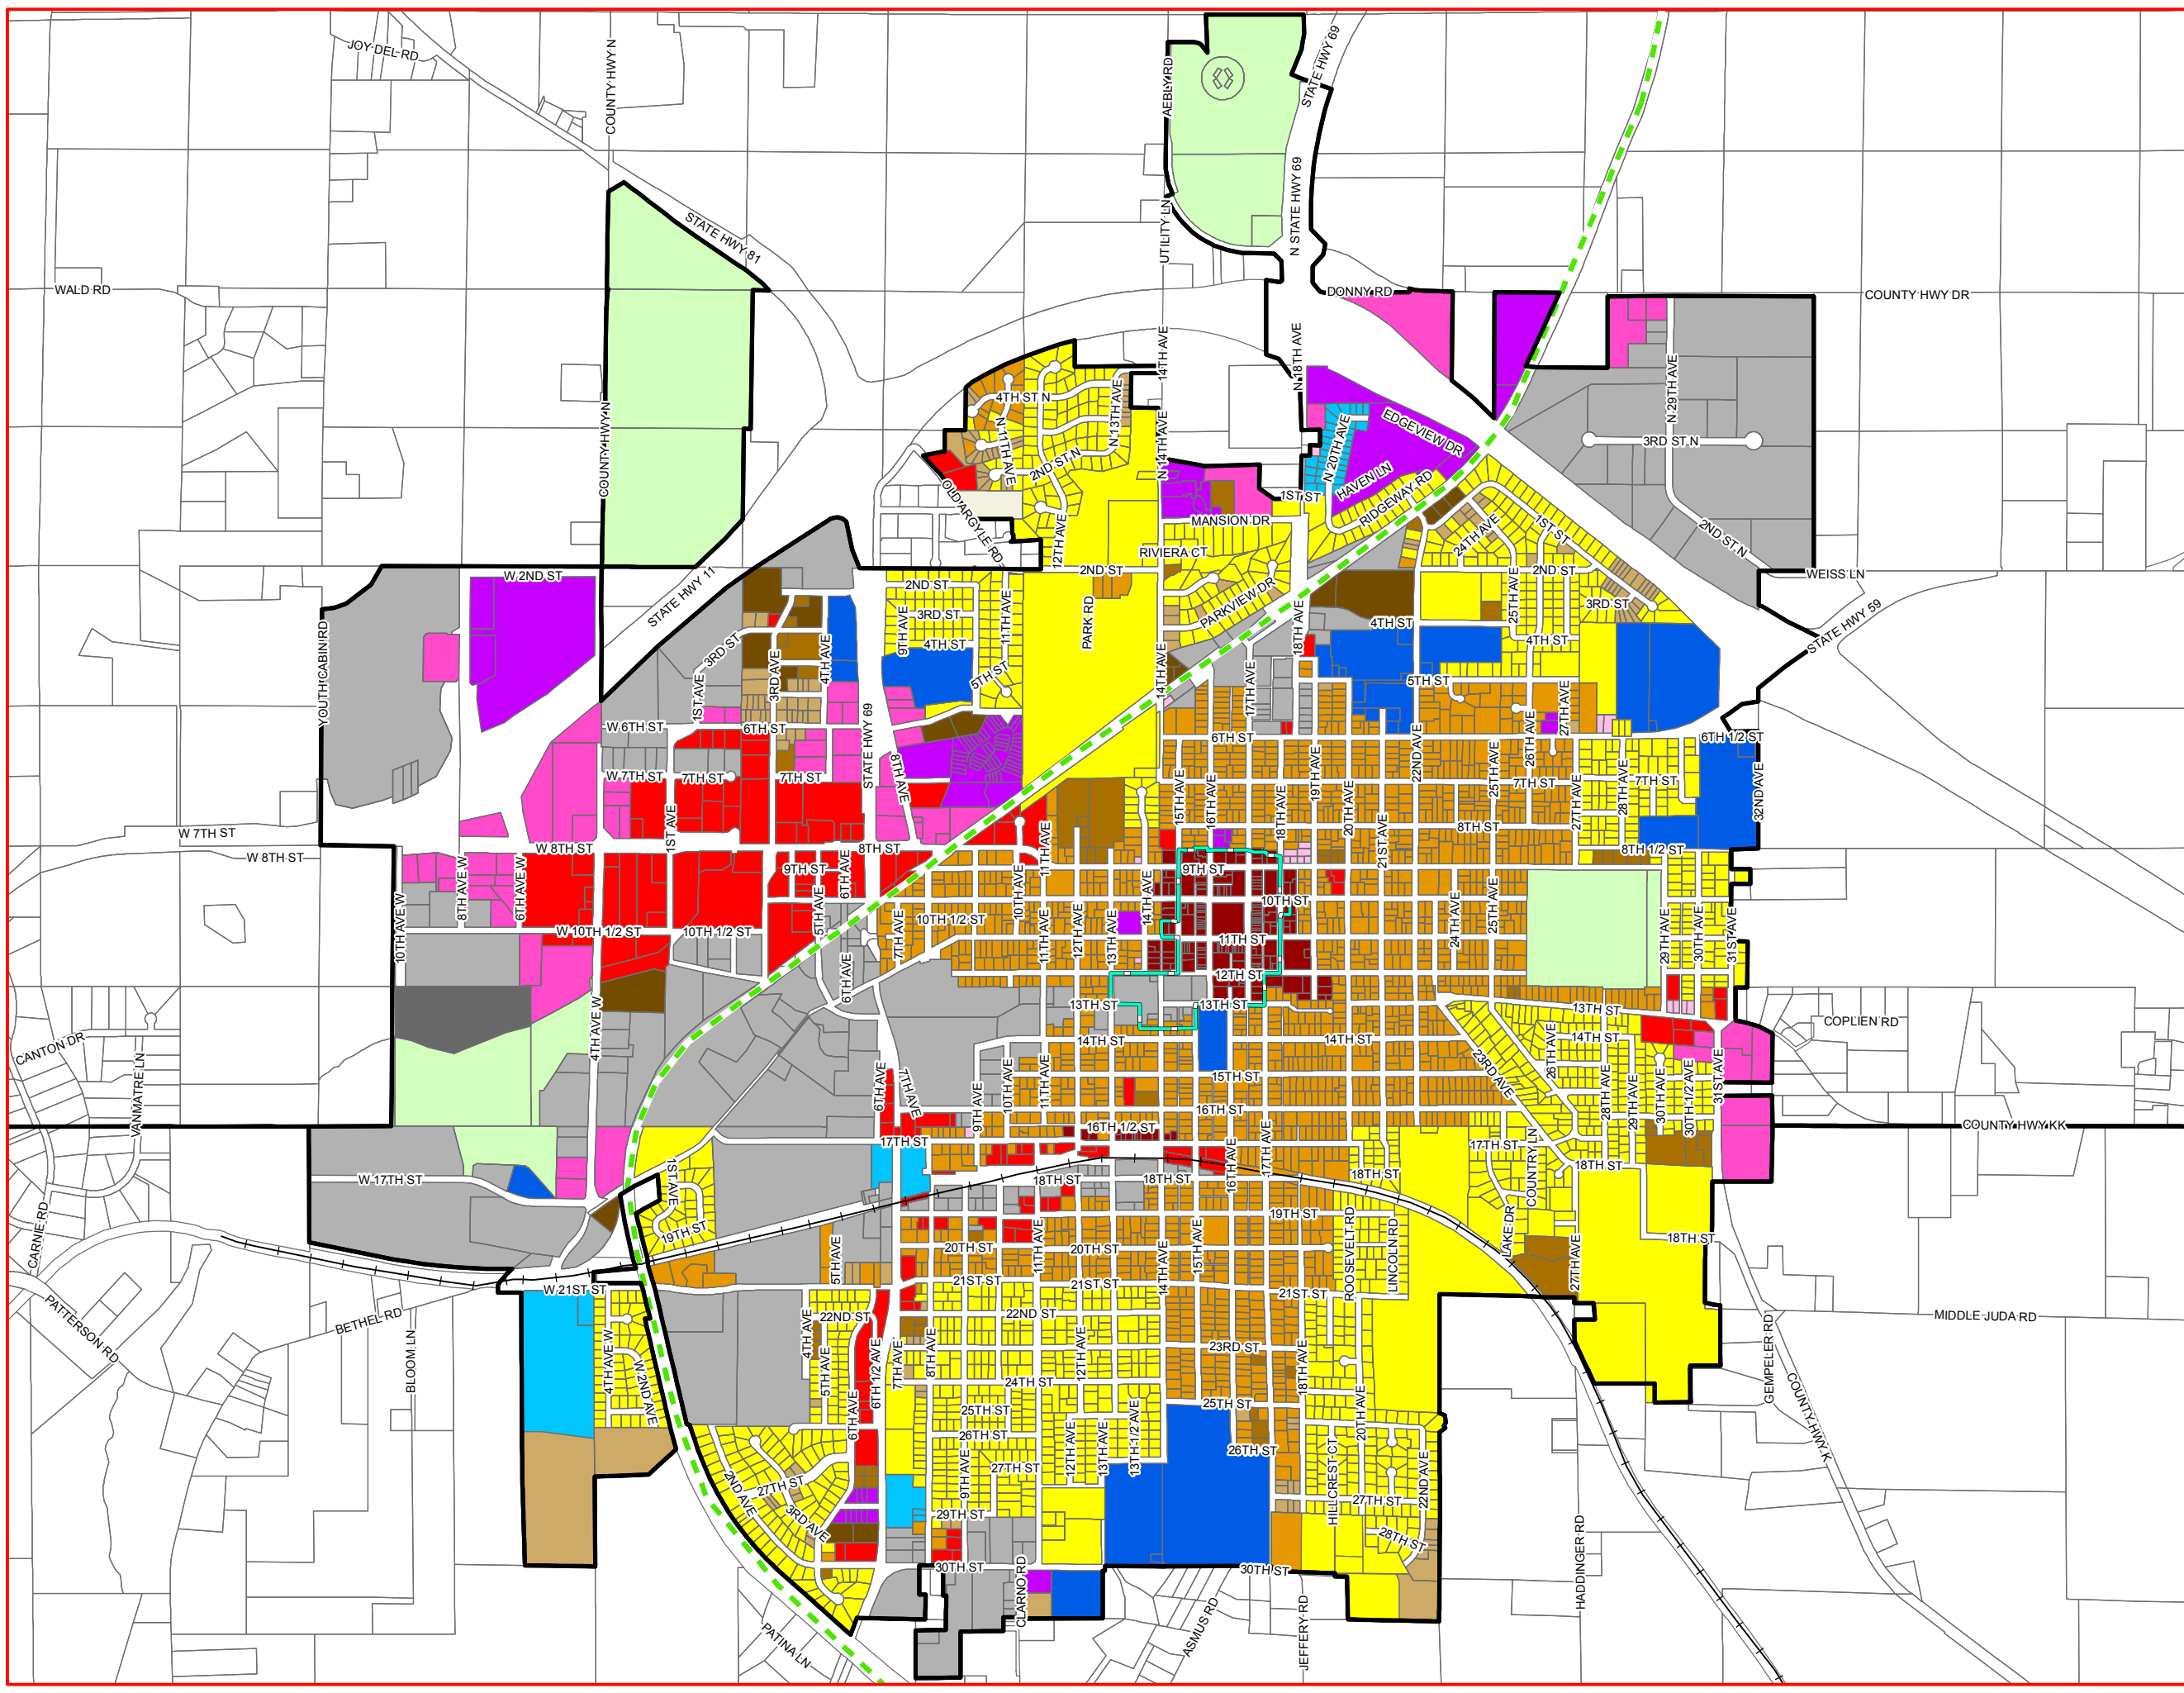 JOY DEL RD
COUNTY HWY N
AEBLY RD
STATE HWY 69
N STATE HWY 69
UTILITY LN
STATE HWY 81
WALD RD
DONNY RD
COUNTY HWY DR
14TH AVE
N 18TH AVE
N 29TH AVE
COUNTY HWY N
4TH ST N
N 13TH AVE
N 11TH AVE
N 14TH AVE
N 20TH AVE
EDGEVIEW DR
3RD ST N
2ND ST N
HAVEN LN
1ST ST
RIDGEWAY RD
OLD ARGYLE RD
MANSION DR
24TH AVE
1ST ST
2ND ST N
12TH AVE
RIVIERA CT
W 2ND ST
STATE HWY 11
2ND ST
2ND ST
2ND ST
WEISS LN
3RD ST
9TH AVE
11TH AVE
PARK RD
PARKVIEW DR
18TH AVE
25TH AVE
3RD ST
STATE HWY 59
YOUTH CABIN RD
3RD ST
4TH AVE
4TH ST
4TH ST
4TH ST
3RD AVE
1ST AVE
5TH ST
14TH AVE
17TH AVE
5TH ST
27TH AVE
W 6TH ST
6TH ST
STATE HWY 69
6TH ST
22ND AVE
26TH AVE
6TH 1/2 ST
W 7TH ST
7TH ST
7TH ST
8TH AVE
15TH AVE
16TH AVE
19TH AVE
25TH AVE
7TH ST
7TH ST
28TH AVE
32ND AVE
W 7TH ST
1ST AVE
18TH AVE
20TH AVE
8TH ST
27TH AVE
W 8TH ST
W 8TH ST
8TH ST
11TH AVE
21ST AVE
8TH 1/2 ST
8TH AVE W
6TH AVE W
9TH ST
6TH AVE
10TH AVE
14TH AVE
9TH ST
10TH ST
25TH AVE
10TH AVE W
W 10TH 1/2 ST
10TH 1/2 ST
5TH AVE
7TH AVE
10TH 1/2 ST
11TH AVE
12TH AVE
13TH AVE
11TH ST
24TH AVE
29TH AVE
30TH AVE
31ST AVE
6TH AVE
12TH ST
13TH ST
13TH ST
13TH ST
COPLIEN RD
CANTON DR
VANMATRE LN
4TH AVE W
14TH ST
14TH ST
14TH ST
23RD AVE
26TH AVE
6TH AVE
7TH AVE
9TH AVE
10TH AVE
11TH AVE
15TH ST
28TH AVE
29TH AVE
30TH AVE
30TH 1/2 AVE
31ST AVE
16TH ST
16TH 1/2 ST
17TH ST
17TH AVE
16TH AVE
17TH ST
COUNTRY LN
COUNTY HWY KK
W 17TH ST
1ST AVE
18TH ST
18TH ST
18TH ST
18TH ST
CARNIE RD
19TH ST
19TH ST
ROOSEVELT RD
LINCOLN RD
LAKE DR
27TH AVE
18TH ST
5TH AVE
20TH ST
11TH AVE
20TH ST
14TH AVE
15TH AVE
PATTERSON RD
BETHEL RD
BLOOM LN
W 21ST ST
21ST ST
21ST ST
21ST ST
MIDDLE JUDA RD
GEMPELER RD
22ND ST
22ND ST
4TH AVE W
W 2ND AVE
4TH AVE
5TH AVE
6TH AVE
6TH 1/2 AVE
7TH AVE
8TH AVE
12TH AVE
23RD ST
18TH AVE
24TH ST
COUNTY HWY K
25TH ST
25TH ST
26TH ST
26TH ST
12TH AVE
13TH AVE
13TH 1/2 AVE
HILLCREST CT
20TH AVE
22ND AVE
9TH AVE
27TH ST
27TH ST
2ND AVE
3RD AVE
27TH ST
29TH ST
28TH ST
HADDINGER RD
30TH ST
30TH ST
CLARNO RD
PATINA LN
ASMUS RD
JEFFERY RD